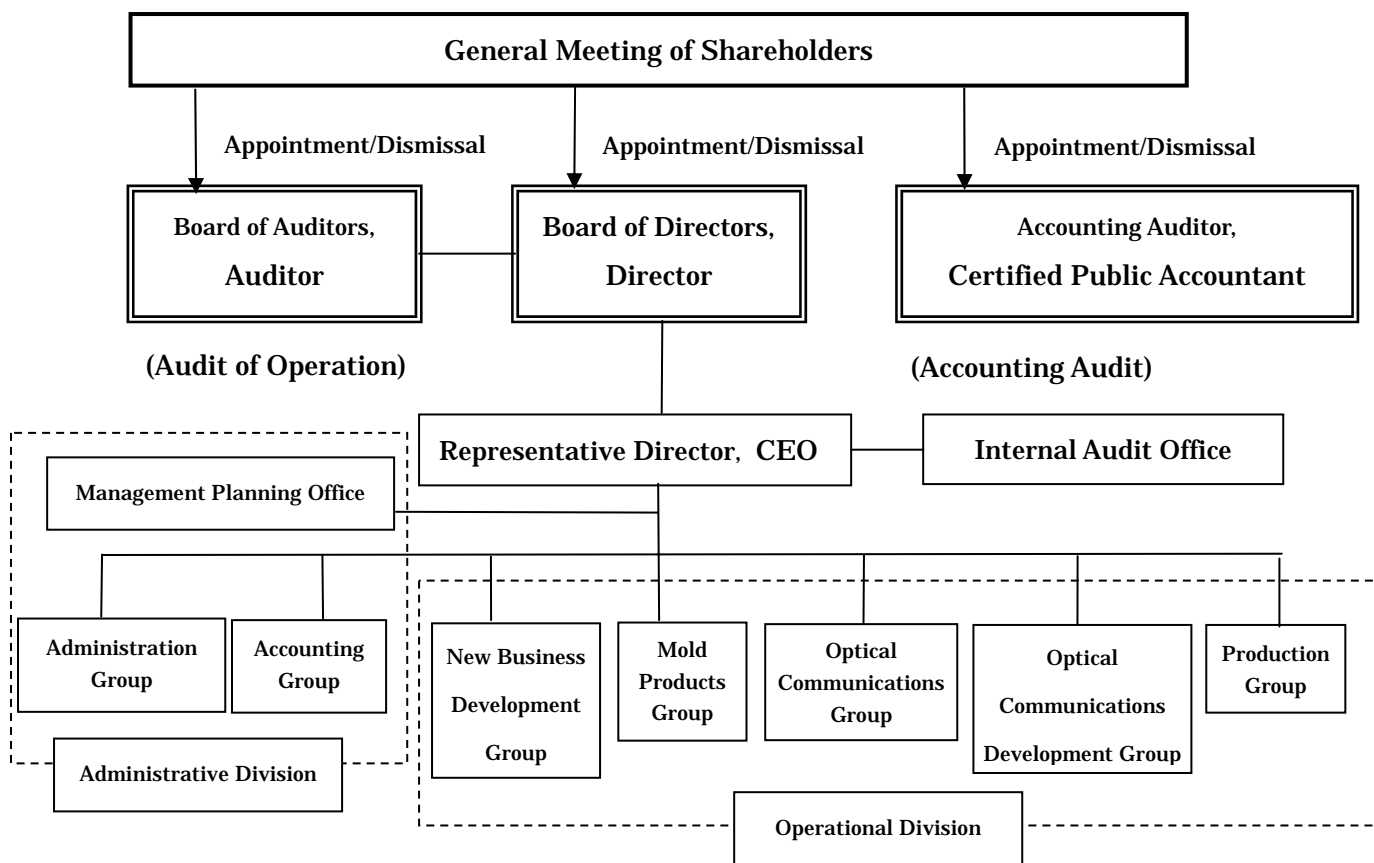 General Meeting of Shareholders
Appointment/Dismissal
Appointment/Dismissal
Appointment/Dismissal
Board of Auditors,
Auditor
Board of Directors,
Director
Accounting Auditor,
Certified Public Accountant
(Audit of Operation)
(Accounting Audit)
Representative Director, CEO
Internal Audit Office
Management Planning Office
Administration
Group
Accounting
Group
New Business
Development
Group
Mold
Products
Group
Optical
Communications
Group
Optical
Communications
Development Group
Production
Group
Administrative Division
Operational Division